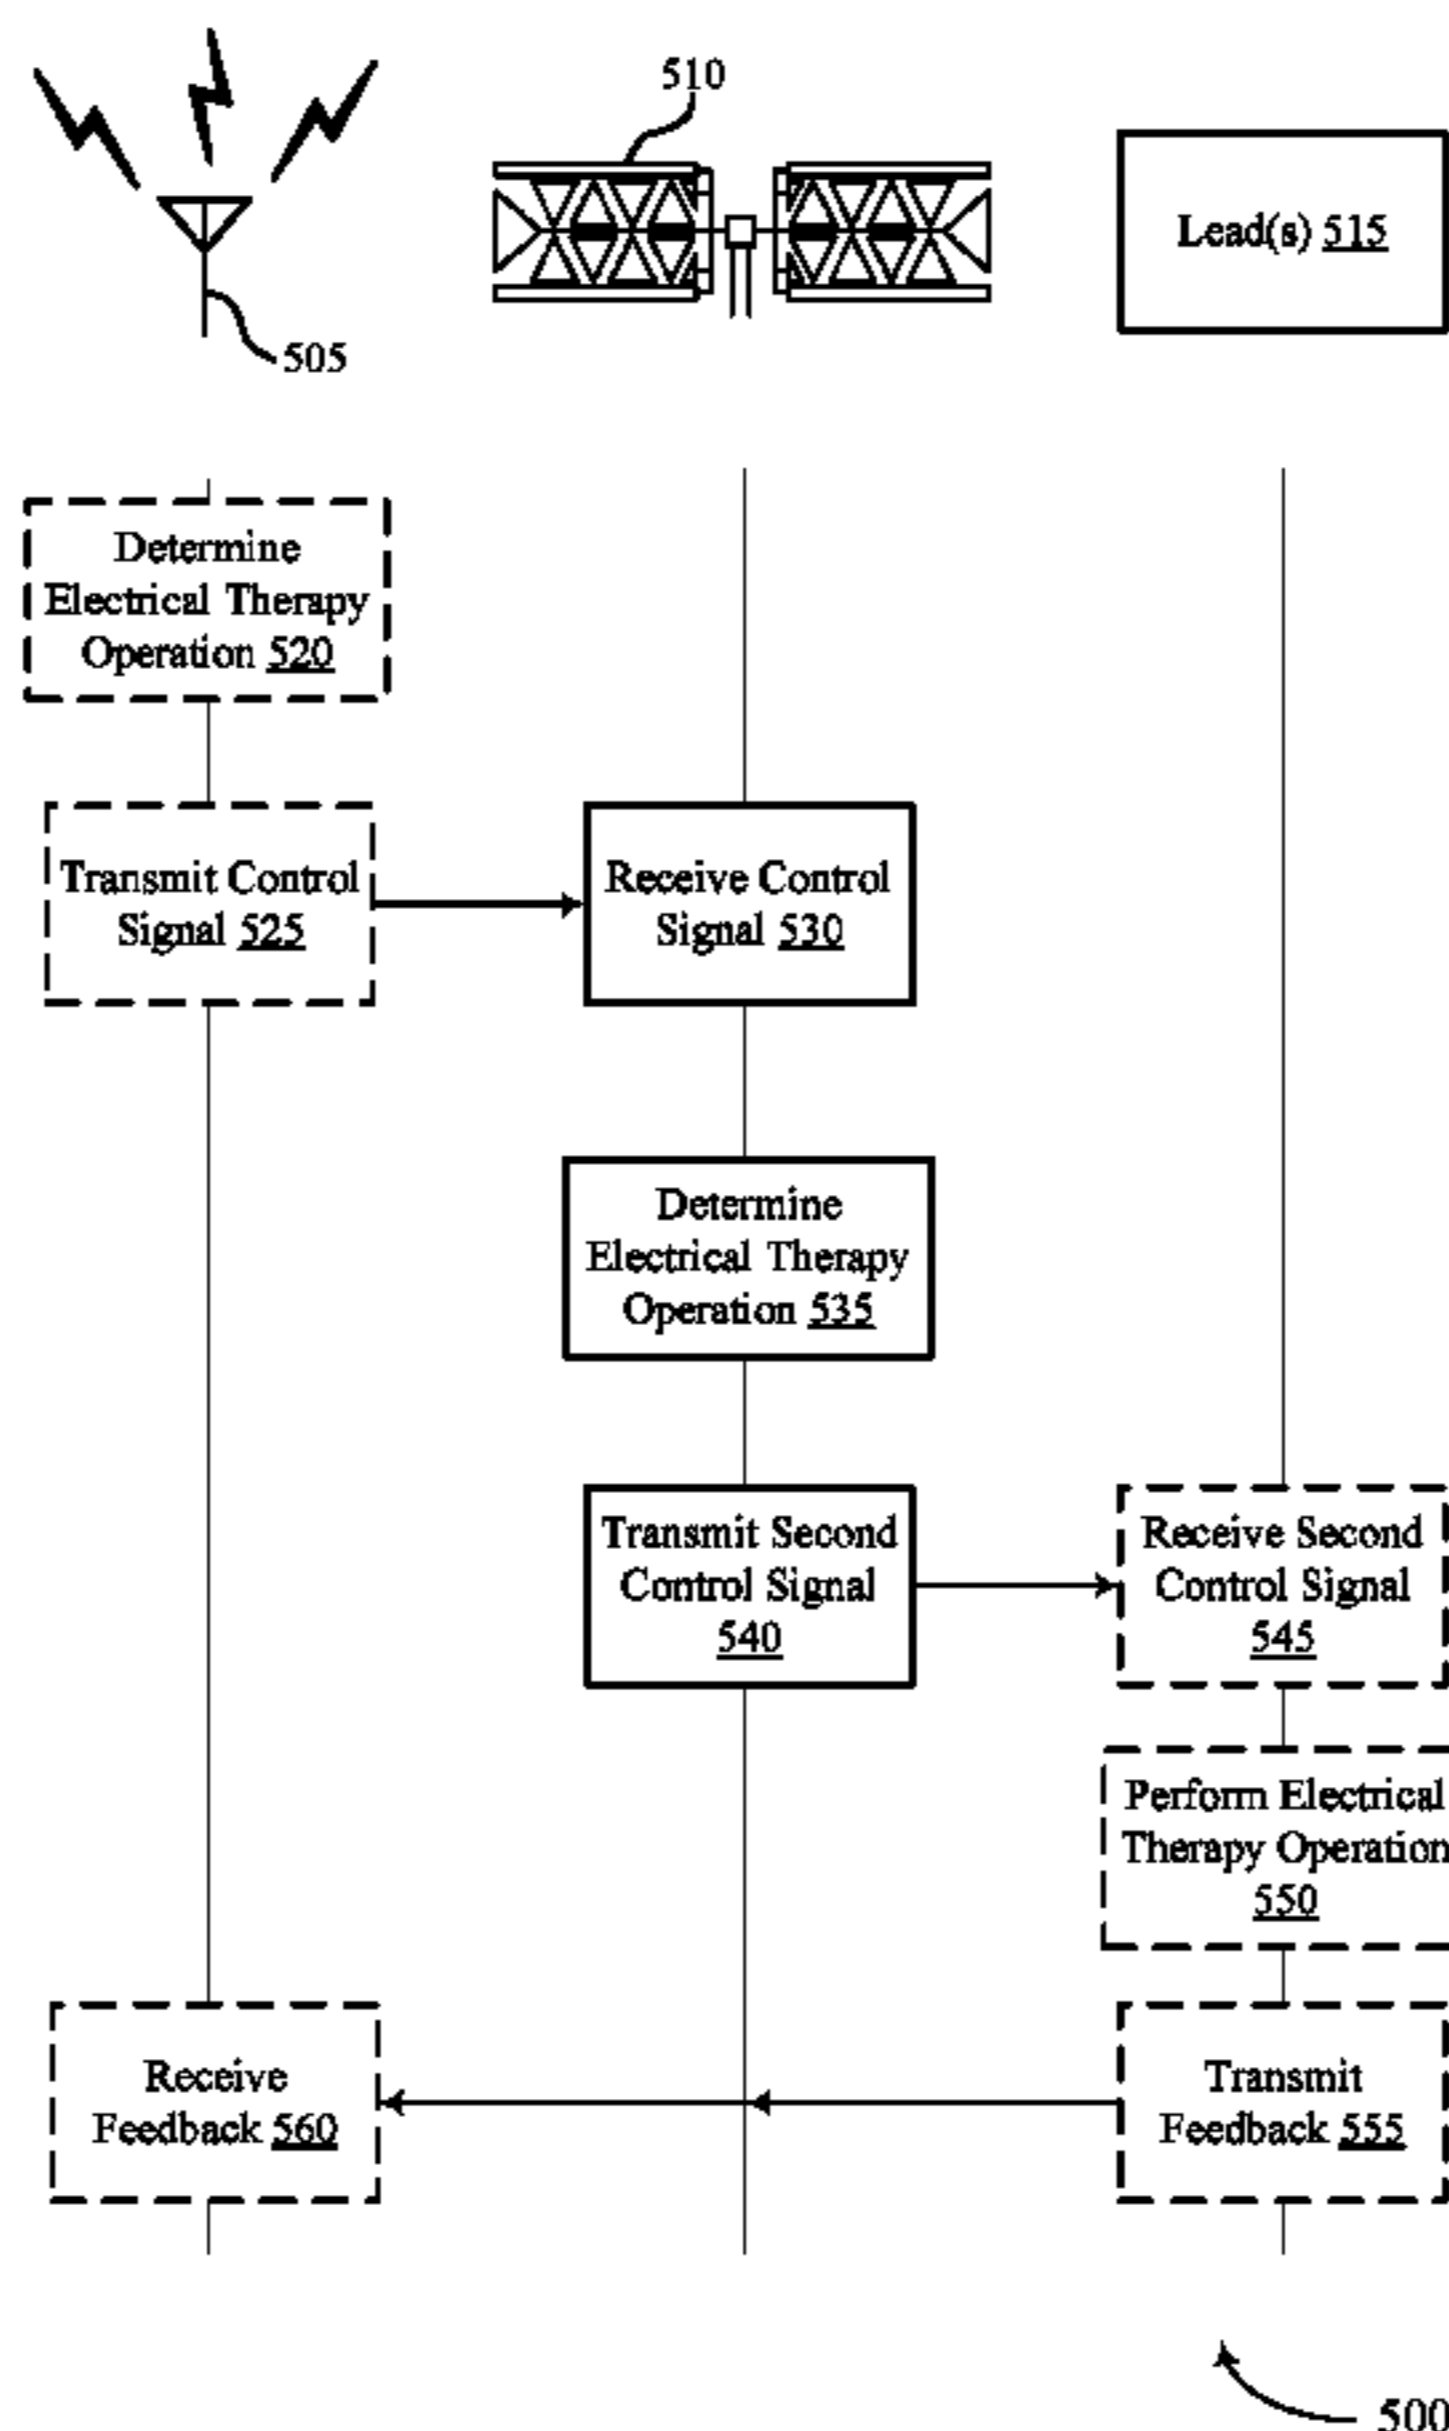 510
Lead(s) 515
505
Determine
Electrical Therapy
Operation 520
Transmit Control
Signal 525
Receive Control
Signal 530
Determine
Electrical Therapy
Operation 535
Transmit Second
Control Signal
540
Receive Second
Control Signal
545
Perform Electrical
Therapy Operation
550
Receive
Feedback 560
Transmit
Feedback 555
500